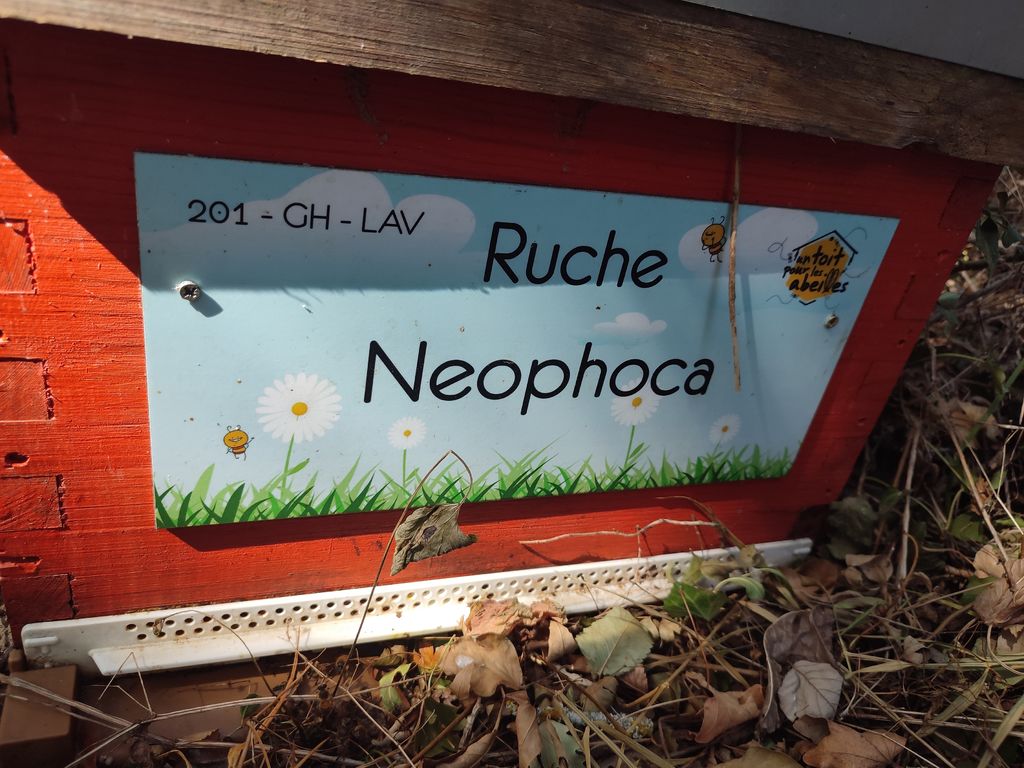 201 - GH - LAV
Ruche
Neophoca
Un toit
pour les
abeilles